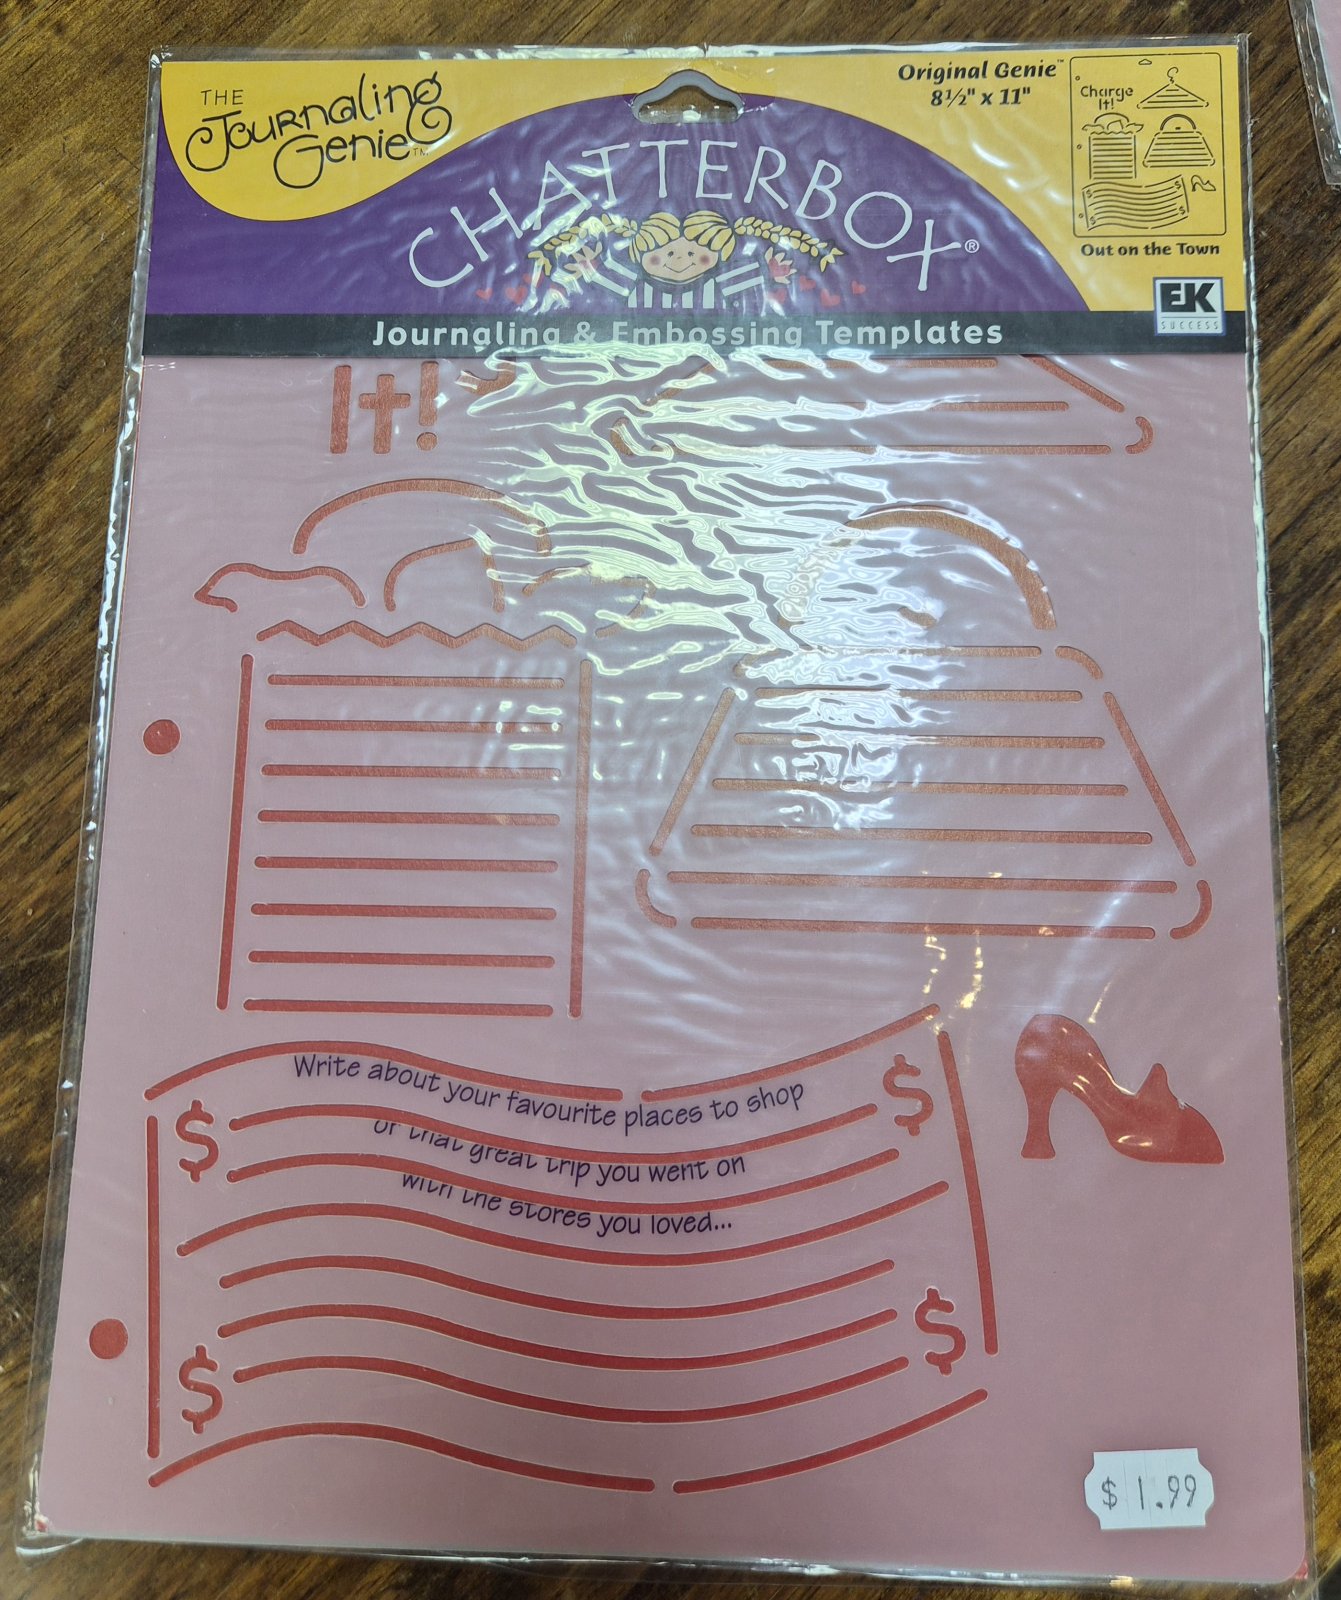 THE
Journaling
Genie™
Original Genie™
8½" x 11"
Charge
It!
CHATTERBOX®
Out on the Town
EK
SUCCESS
Journaling & Embossing Templates
It!
Write about your favourite places to shop
or that great trip you went on
with the stores you loved...
$
$
$
$
$ 1.99